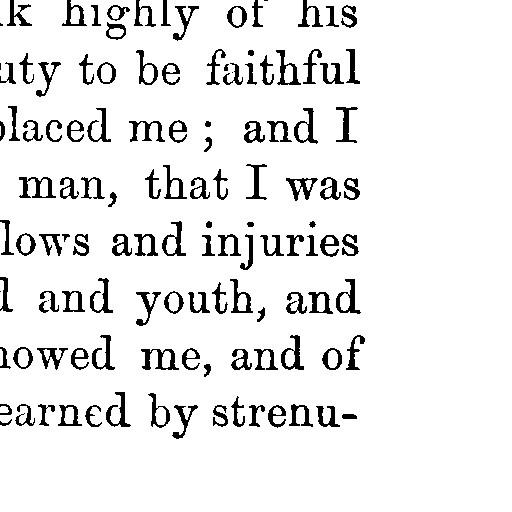 k highly of his
uty to be faithful
placed me ; and I
man, that I was
lows and injuries
d and youth, and
howed me, and of
earned by strenu-